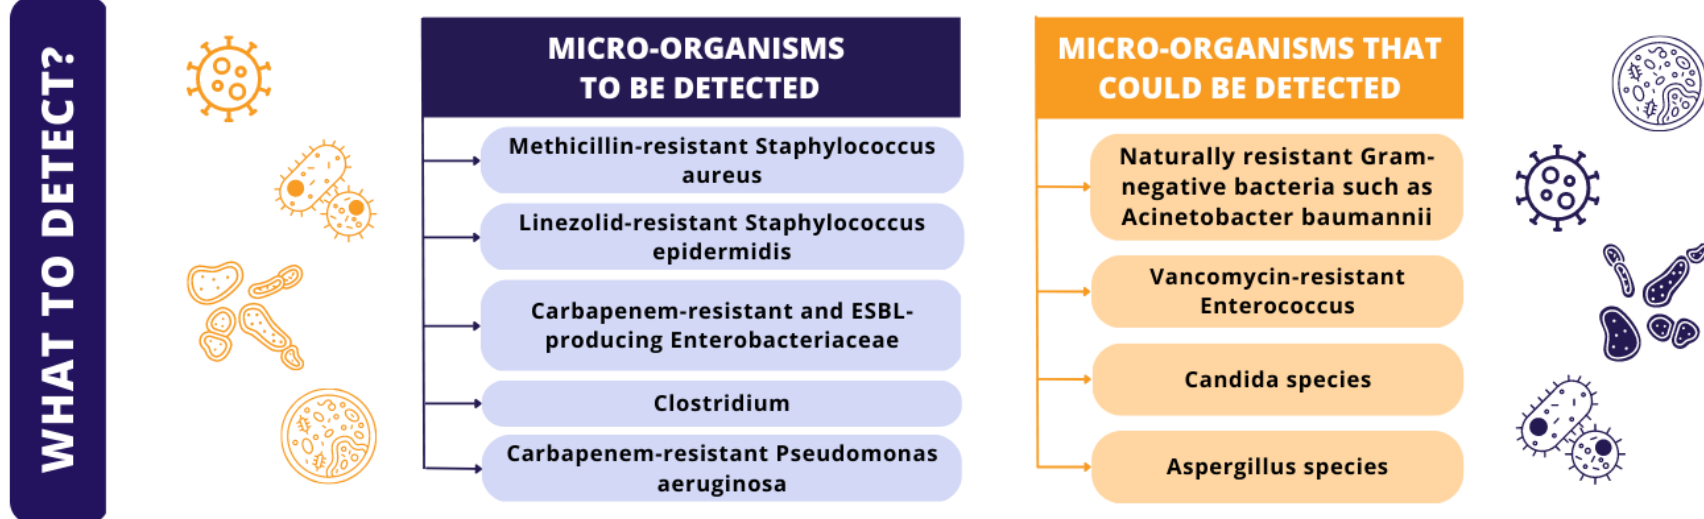 WHAT TO DETECT?
MICRO-ORGANISMS
TO BE DETECTED
Methicillin-resistant Staphylococcus
aureus
Linezolid-resistant Staphylococcus
epidermidis
Carbapenem-resistant and ESBL-
producing Enterobacteriaceae
Clostridium
Carbapenem-resistant Pseudomonas
aeruginosa
MICRO-ORGANISMS THAT
COULD BE DETECTED
Naturally resistant Gram-
negative bacteria such as
Acinetobacter baumannii
Vancomycin-resistant
Enterococcus
Candida species
Aspergillus species